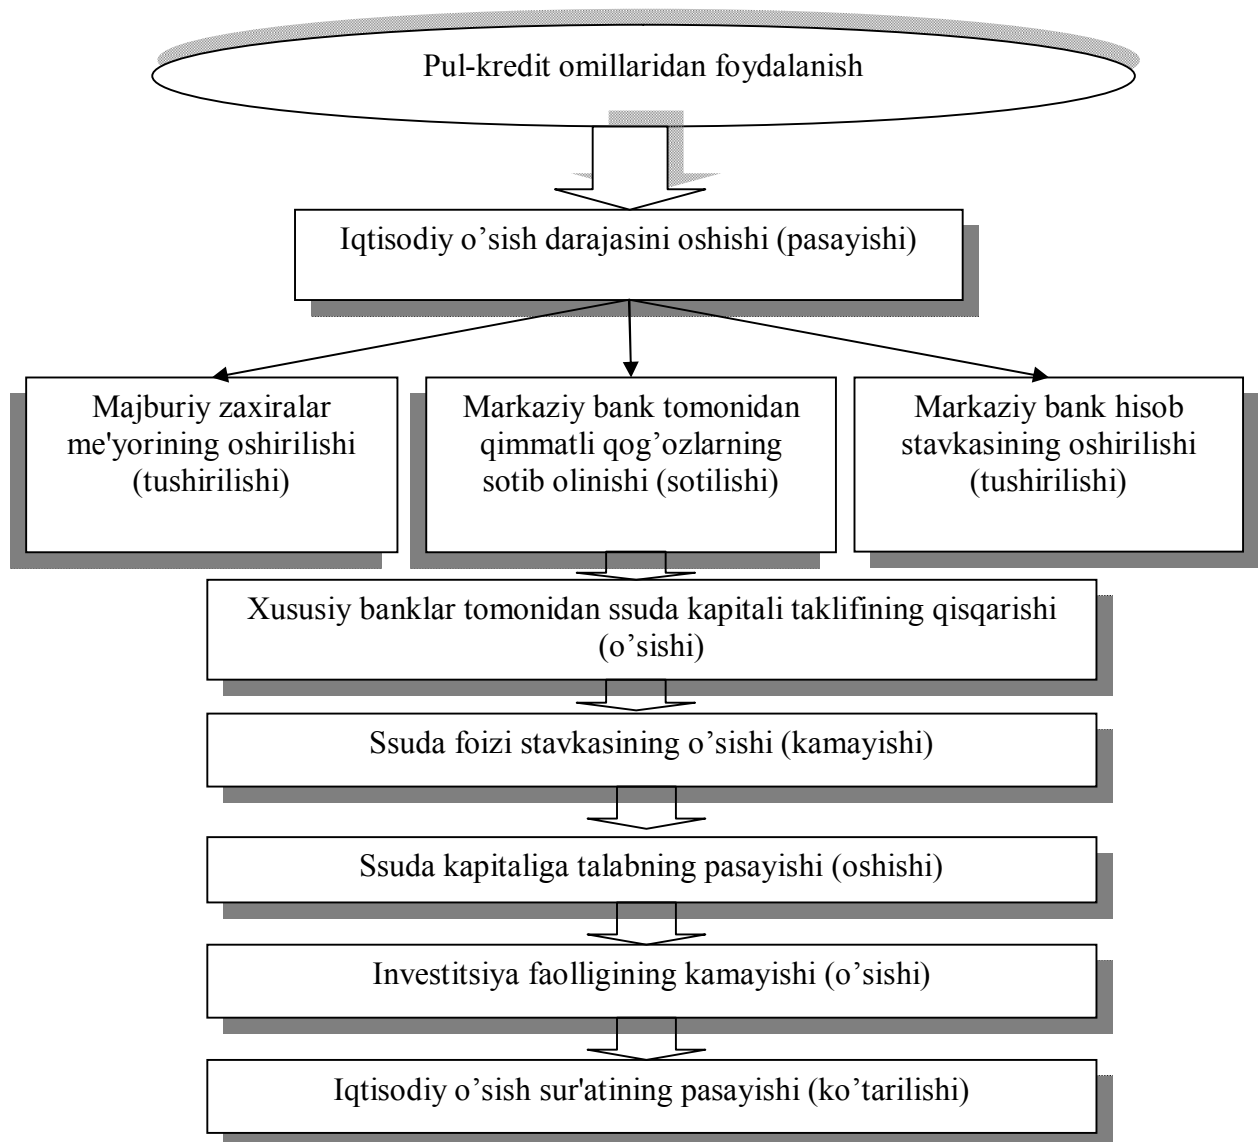 Pul-kredit omillaridan foydalanish
Iqtisodiy o’sish darajasini oshishi (pasayishi)
Majburiy zaxiralar
me'yorining oshirilishi
(tushirilishi)
Markaziy bank tomonidan
qimmatli qog’ozlarning
sotib olinishi (sotilishi)
Markaziy bank hisob
stavkasining oshirilishi
(tushirilishi)
Xususiy banklar tomonidan ssuda kapitali taklifining qisqarishi
(o’sishi)
Ssuda foizi stavkasining o’sishi (kamayishi)
Ssuda kapitaliga talabning pasayishi (oshishi)
Investitsiya faolligining kamayishi (o’sishi)
Iqtisodiy o’sish sur'atining pasayishi (ko’tarilishi)